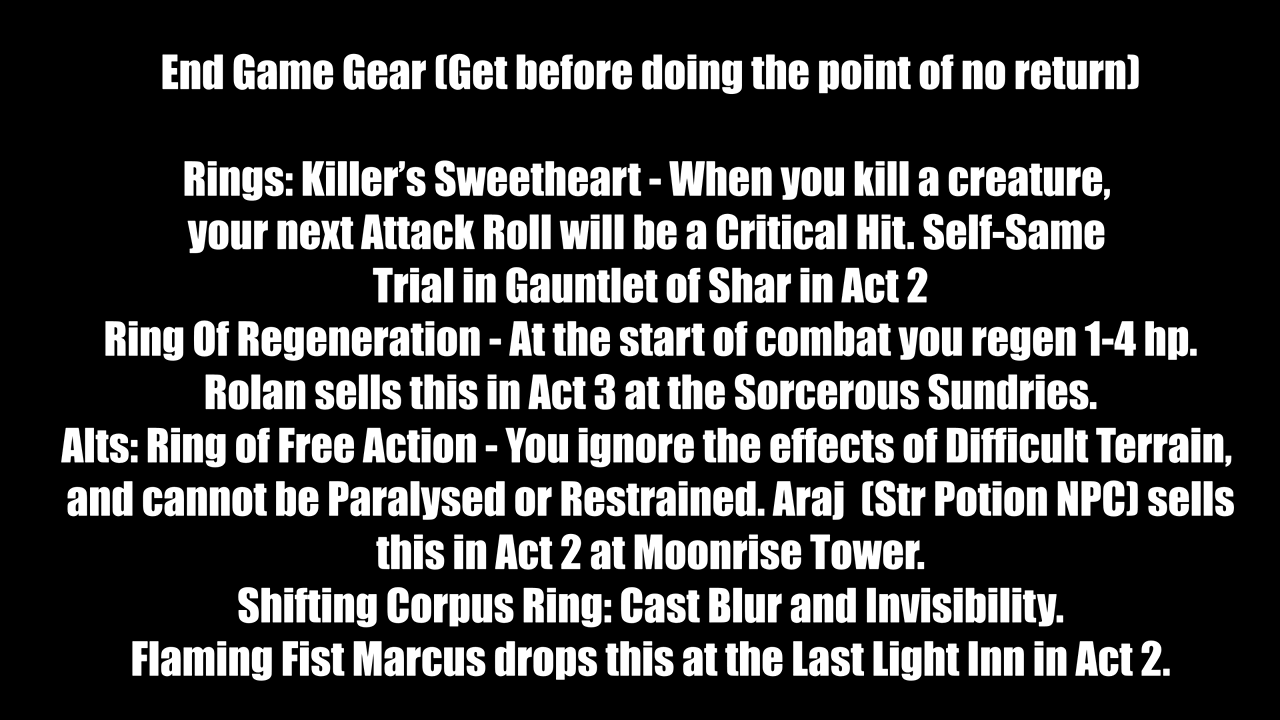 End Game Gear (Get before doing the point of no return)
Rings: Killer’s Sweetheart - When you kill a creature,
your next Attack Roll will be a Critical Hit. Self-Same
Trial in Gauntlet of Shar in Act 2
Ring Of Regeneration - At the start of combat you regen 1-4 hp.
Rolan sells this in Act 3 at the Sorcerous Sundries.
Alts: Ring of Free Action - You ignore the effects of Difficult Terrain,
and cannot be Paralysed or Restrained. Araj  (Str Potion NPC) sells
this in Act 2 at Moonrise Tower.
Shifting Corpus Ring: Cast Blur and Invisibility.
Flaming Fist Marcus drops this at the Last Light Inn in Act 2.